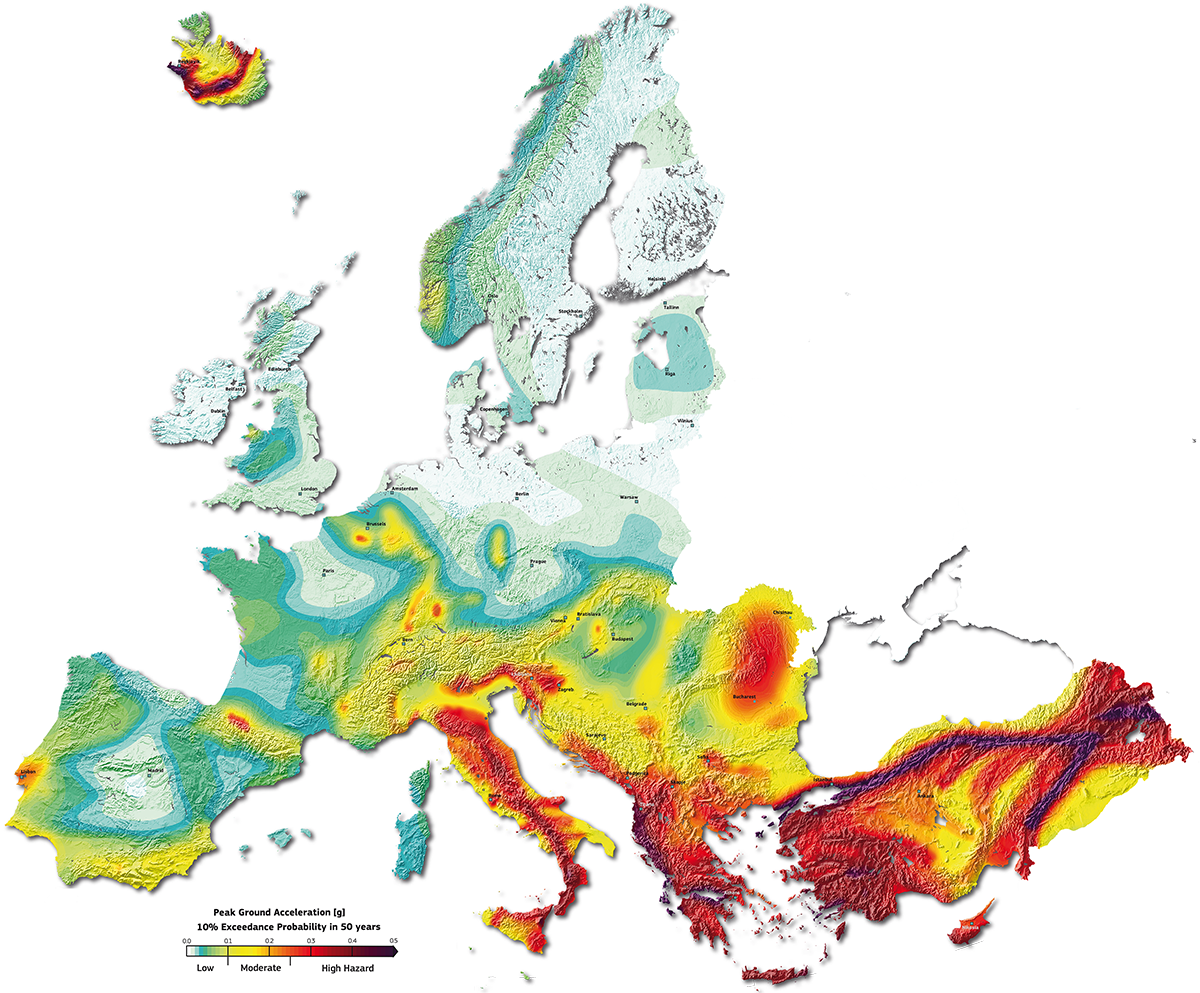 Reykjavik
Helsinki
Oslo
Stockholm
Tallinn
Riga
Edinburgh
Belfast
Dublin
Copenhagen
Vilnius
London
Amsterdam
Berlin
Warsaw
Brussels
Paris
Prague
Vienna
Bratislava
Budapest
Chisinau
Bern
Zagreb
Belgrade
Bucharest
Sarajevo
Lisbon
Madrid
Istanbul
Ankara
Peak Ground Acceleration [g]
10% Exceedance Probability in 50 years
0.0 0.1 0.2 0.3 0.4 0.5
Low Moderate High Hazard